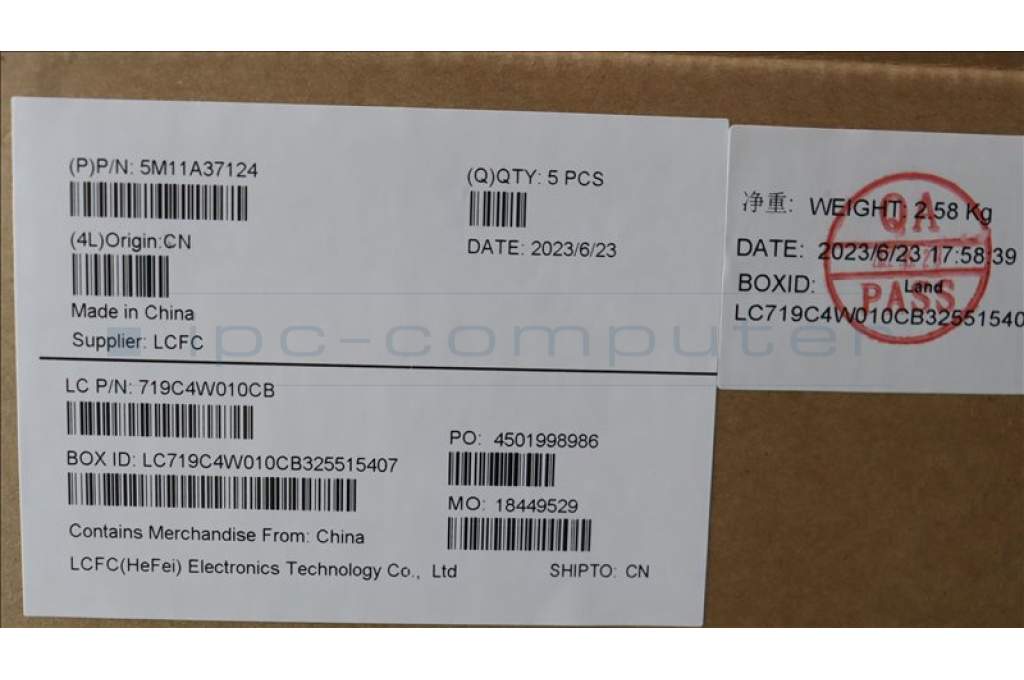 (P)P/N: 5M11A37124
(Q)QTY: 5 PCS
(4L)Origin:CN
DATE: 2023/6/23
Made in China
Supplier: LCFC
LC P/N: 719C4W010CB
BOX ID: LC719C4W010CB325515407
PO: 4501998986
MO: 18449529
Contains Merchandise From: China
LCFC(HeFei) Electronics Technology Co., Ltd
SHIPTO: CN
净重: WEIGHT: 2.58 Kg
DATE: 2023/6/23 17:58:39
BOXID: Land
LC719C4W010CB32551540
QA
PASS
ipc-computer